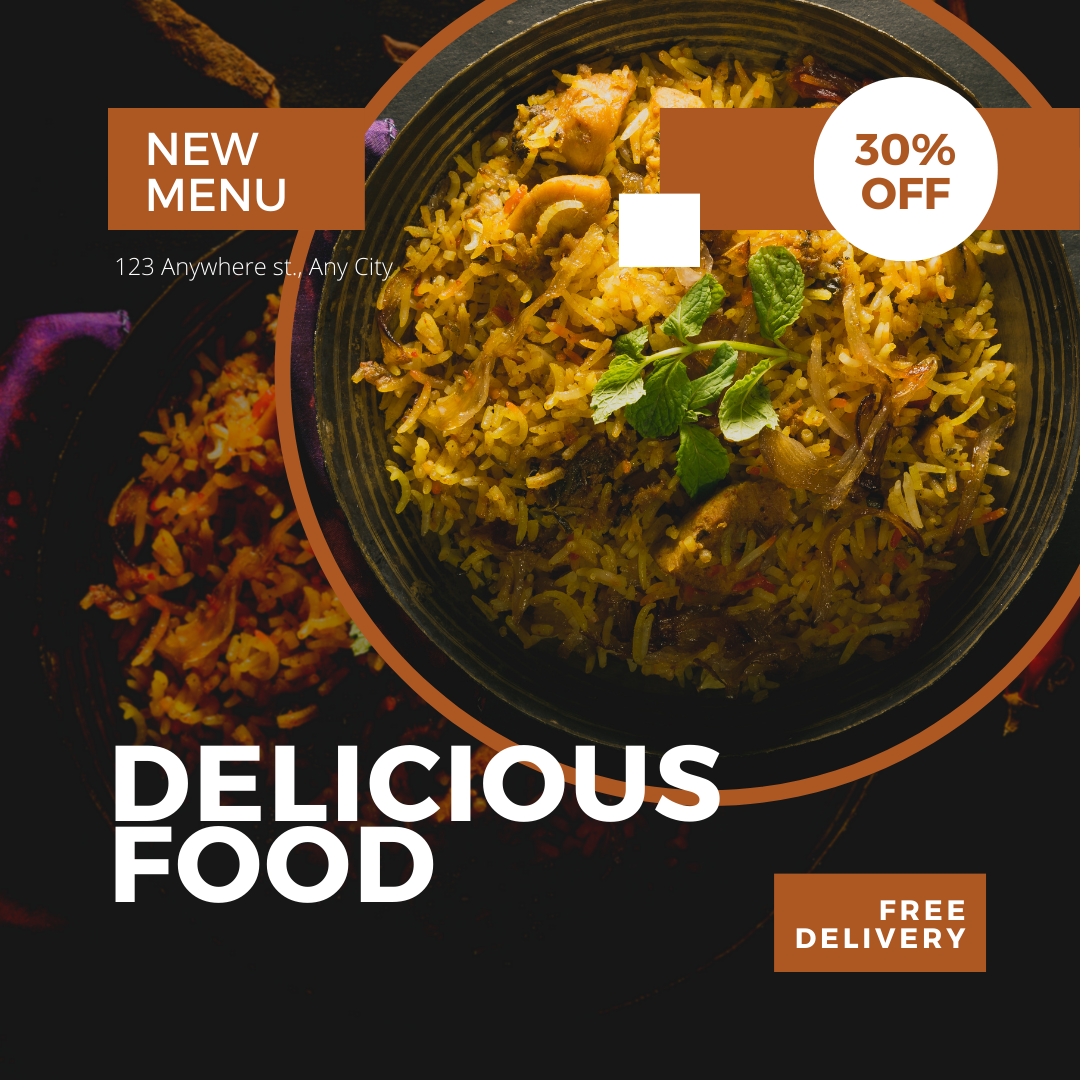 NEW
MENU
30%
OFF
123 Anywhere st., Any City
DELICIOUS
FOOD
FREE
DELIVERY